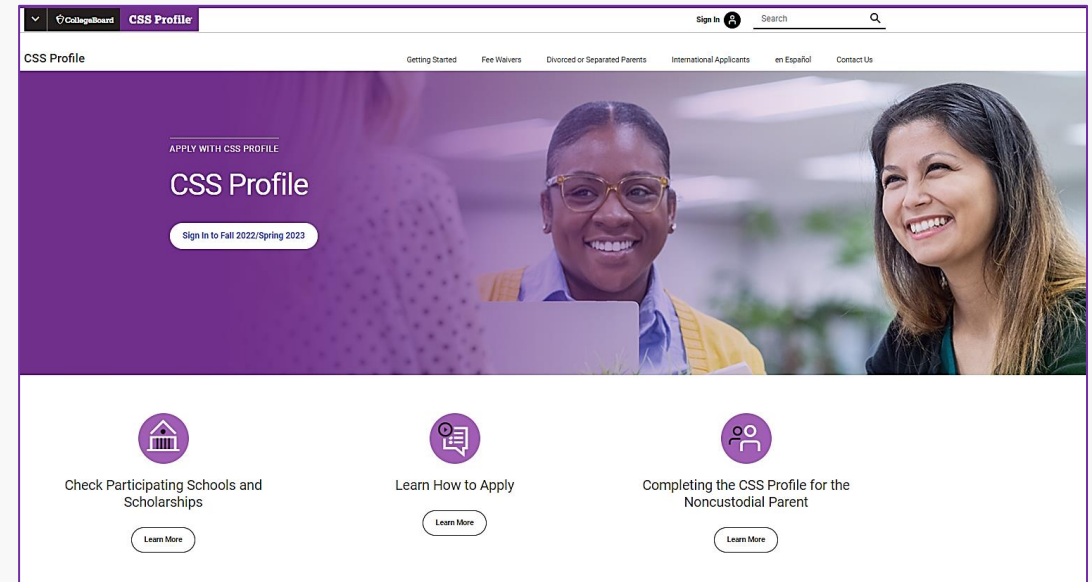 CollegeBoard CSS Profile
Sign In
Search
CSS Profile
Getting Started Fee Waivers Divorced or Separated Parents International Applicants en Español Contact Us
APPLY WITH CSS PROFILE
CSS Profile
Sign In to Fall 2022/Spring 2023
Check Participating Schools and
Scholarships
Learn More
Learn How to Apply
Learn More
Completing the CSS Profile for the
Noncustodial Parent
Learn More